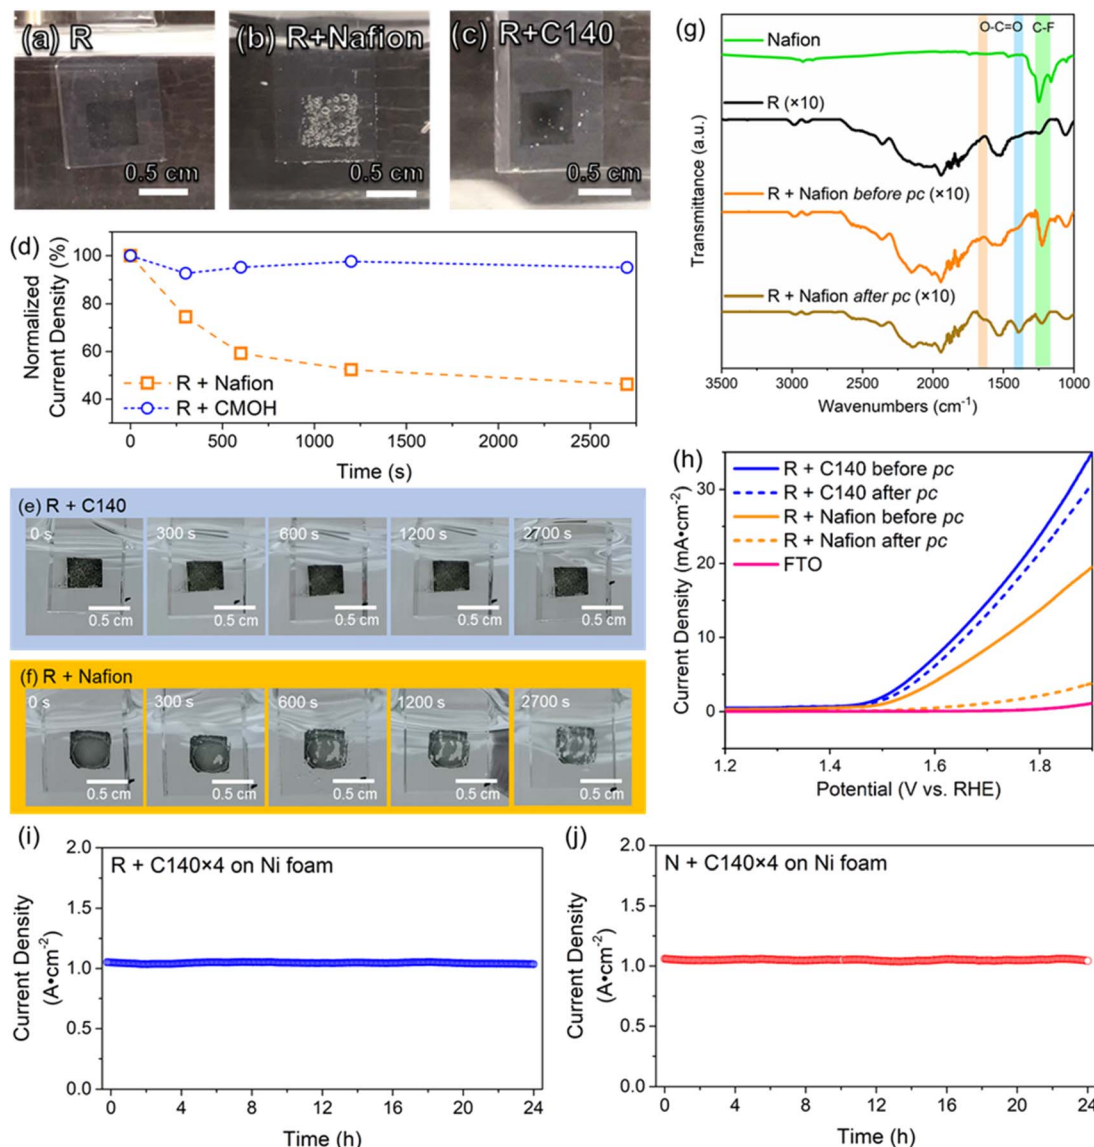 (a) R
0.5 cm
(b) R+Nafion
0.5 cm
(c) R+C140
0.5 cm
(d)
Normalized
Current Density (%)
100
80
60
40
R + Nafion
R + CMOH
0
500
1000
1500
2000
2500
Time (s)
(e) R + C140
0 s
300 s
600 s
1200 s
2700 s
0.5 cm
0.5 cm
0.5 cm
0.5 cm
0.5 cm
(f) R + Nafion
0 s
300 s
600 s
1200 s
2700 s
0.5 cm
0.5 cm
0.5 cm
0.5 cm
0.5 cm
(g)
O-C=O
C-F
Nafion
R (×10)
R + Nafion before pc (×10)
R + Nafion after pc (×10)
Transmittance (a.u.)
3500
3000
2500
2000
1500
1000
Wavenumbers (cm⁻¹)
(h)
R + C140 before pc
R + C140 after pc
R + Nafion before pc
R + Nafion after pc
FTO
Current Density (mA•cm⁻²)
30
20
10
0
1.2
1.4
1.6
1.8
Potential (V vs. RHE)
(i)
R + C140×4 on Ni foam
Current Density
(A•cm⁻²)
2.0
1.5
1.0
0.5
0.0
0
4
8
12
16
20
24
Time (h)
(j)
N + C140×4 on Ni foam
Current Density
(A•cm⁻²)
2.0
1.5
1.0
0.5
0.0
0
4
8
12
16
20
24
Time (h)